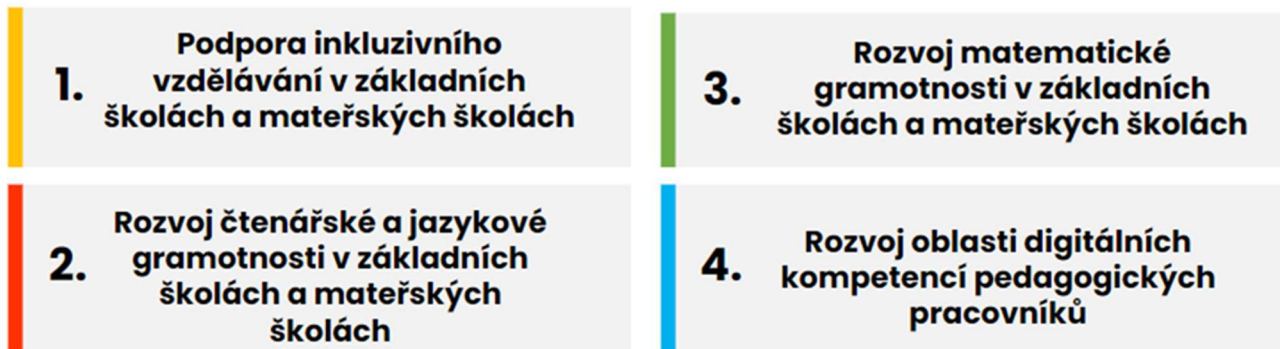 1.
Podpora inkluzivního
vzdělávání v základních
školách a mateřských školách
2.
Rozvoj čtenářské a jazykové
gramotnosti v základních
školách a mateřských
školách
3.
Rozvoj matematické
gramotnosti v základních
školách a mateřských školách
4.
Rozvoj oblasti digitálních
kompetencí pedagogických
pracovníků